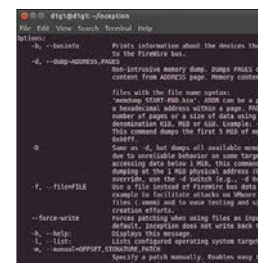 d1g1@d1g1: ~/Inception
File Edit View Search Terminal Help
Options:
-b, --businfo Prints information about the devices
to the FireWire bus.
-d, --dump=ADDRESS,PAGES
Non-intrusive memory dump. Dumps PAGES
content from ADDRESS page. Memory content
files with the file name syntax:
'memdump_START-END.bin'. ADDR can be a
a hexadecimal address within a page. PAGES
number of pages or a size of data using
denomination KiB, MiB or GiB. Example:
This command dumps the first 5 MiB of
0x00ff.
-D Same as -d, but dumps all available memory
due to unreliable behavior on some
accessing data below 1 MiB, this command
dumping at the 1 MiB physical address
override, use the -d switch (e.g., -d
-f, --file=FILE Use a file instead of FireWire bus data
example to facilitate attacks on VMware
files (.vmem) and to ease testing and
creation efforts.
--force-write Forces patching when using files as
default, Inception does not write back
-h, --help: Displays this message.
-l, --list: Lists configured operating system
-m, --manual=OFFSET,SIGNATURE,PATCH
Specify a patch manually. Enables easy